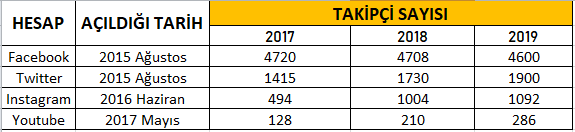 HESAP AÇILDIĞI TARİH TAKİPÇİ SAYISI
2017 2018 2019
Facebook 2015 Ağustos 4720 4708 4600
Twitter 2015 Ağustos 1415 1730 1900
Instagram 2016 Haziran 494 1004 1092
Youtube 2017 Mayıs 128 210 286